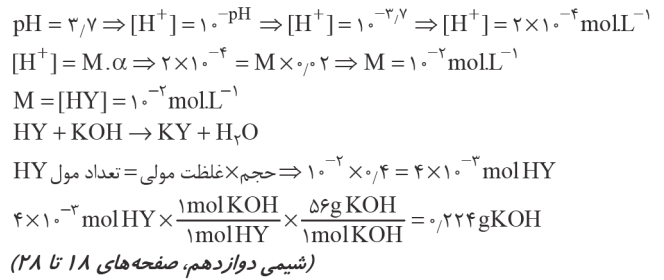 pH = ۳/۷ ⇒ [H⁺] = ۱۰⁻ᵖᴴ ⇒ [H⁺] = ۱۰^−۳/۷ ⇒ [H⁺] = ۲×۱۰^−۴ mol.L^−۱
[H⁺] = M.α ⇒ ۲×۱۰^−۴ = M×۰/۰۲ ⇒ M = ۱۰^−۲ mol.L^−۱
M = [HY] = ۱۰^−۲ mol.L^−۱
HY + KOH → KY + H₂O
HY تعداد مول = غلظت مولی × حجم ⇒ ۱۰^−۲ × ۰/۴ = ۴×۱۰^−۳ mol HY
۴×۱۰^−۳ mol HY × (۱mol KOH / ۱mol HY) × (۵۶g KOH / ۱mol KOH) = ۰/۲۲۴ gKOH
(شیمی دوازدهم، صفحه‌های ۱۸ تا ۲۸)